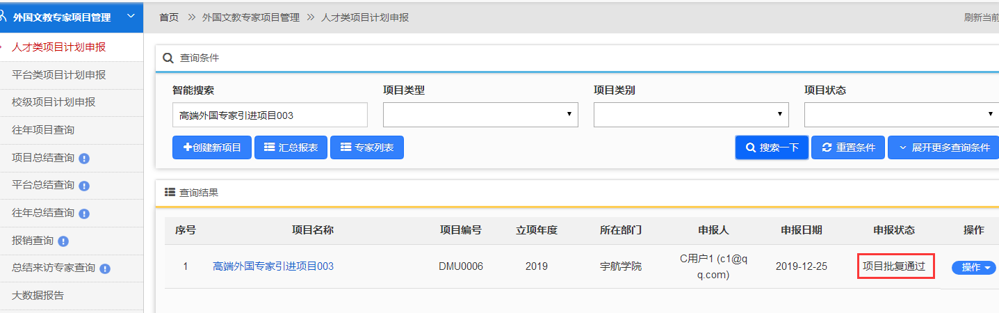 外国文教专家项目管理
首页 >> 外国文教专家项目管理 >> 人才类项目计划申报
刷新当前
人才类项目计划申报
平台类项目计划申报
校级项目计划申报
往年项目查询
项目总结查询
平台总结查询
往年总结查询
报销查询
总结来访专家查询
大数据报告
查询条件
智能搜索 项目类型 项目类别 项目状态
高端外国专家引进项目003
创建新项目 汇总报表 专家列表 搜索一下 重置条件 展开更多查询条件
查询结果
序号 项目名称 项目编号 立项年度 所在部门 申报人 申报日期 申报状态 操作
1 高端外国专家引进项目003 DMU0006 2019 宇航学院 C用户1 (c1@q
q.com) 2019-12-25 项目批复通过 操作